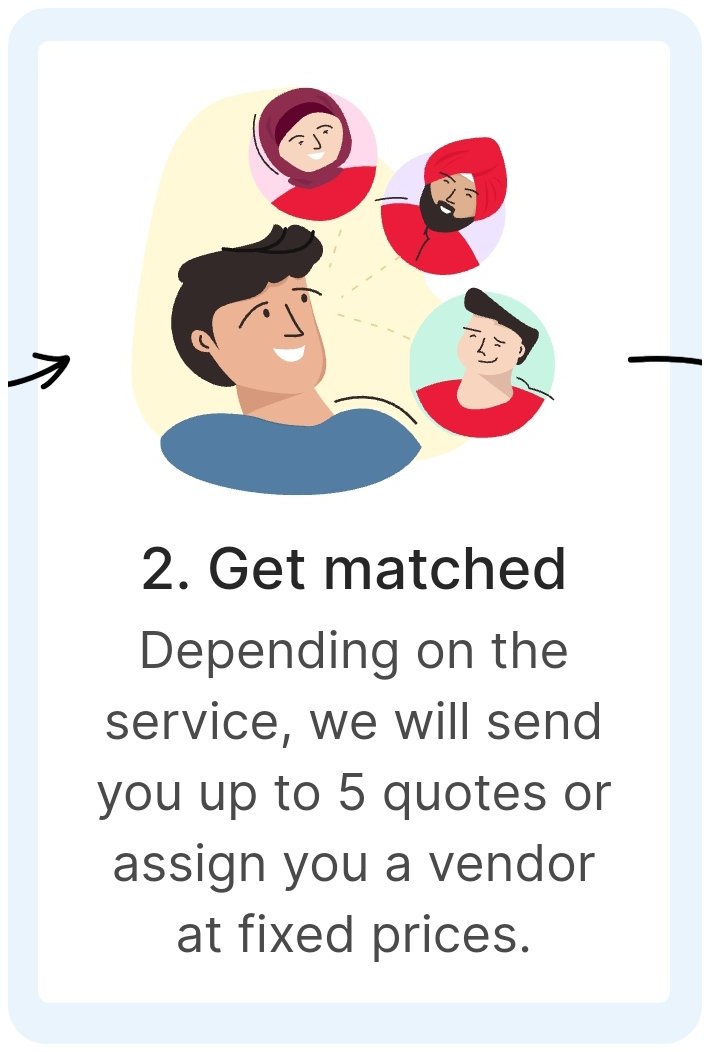 2. Get matched
Depending on the
service, we will send
you up to 5 quotes or
assign you a vendor
at fixed prices.